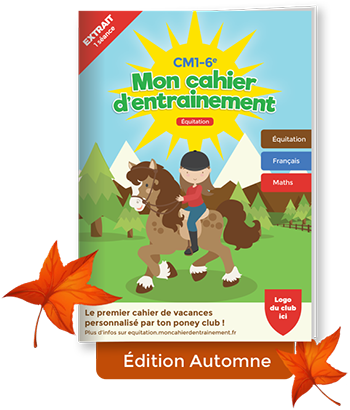 EXTRAIT
1 séance
CM1-6e
Mon cahier
d'entrainement
Équitation
Équitation
Français
Maths
Logo
du club
ici
Le premier cahier de vacances
personnalisé par ton poney club !
Plus d'infos sur equitation.moncahierdentrainement.fr
Édition Automne